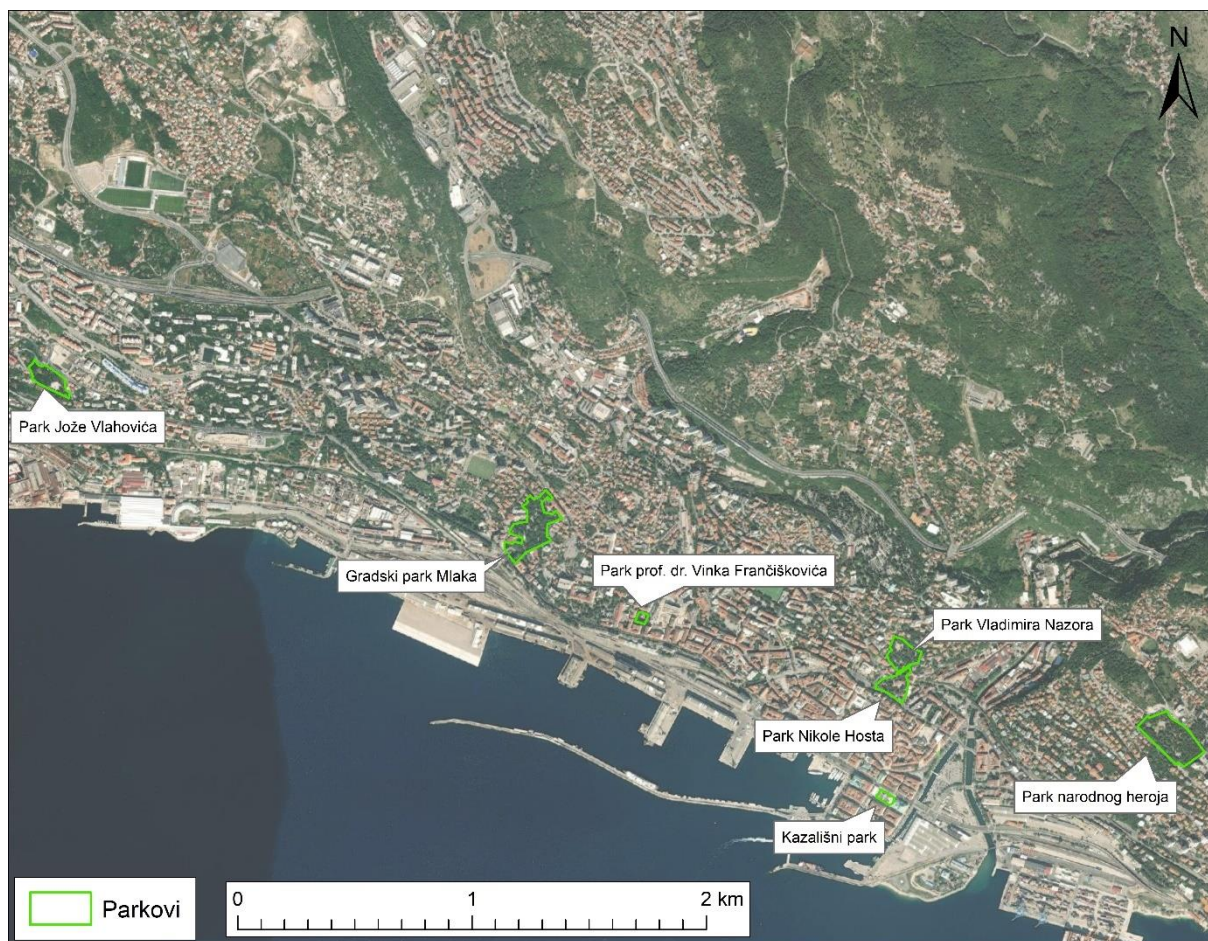 N
Park Jože Vlahovića
Gradski park Mlaka
Park prof. dr. Vinka Frančiškovića
Park Vladimira Nazora
Park Nikole Hosta
Park narodnog heroja
Kazališni park
Parkovi
0 1 2 km